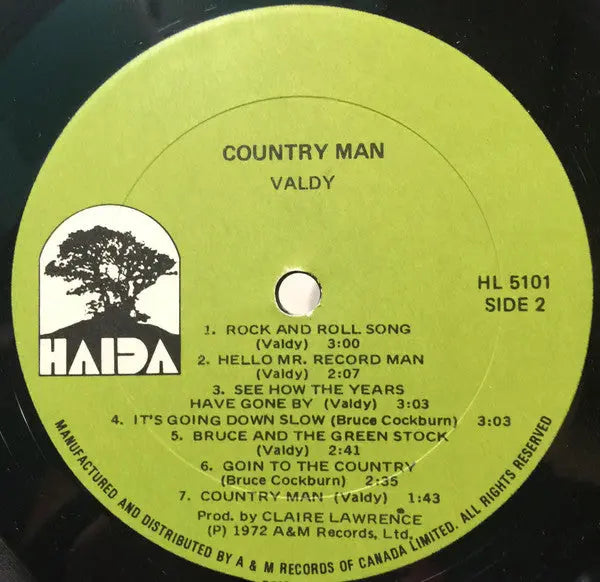 COUNTRY MAN
VALDY
HAIDA
HL 5101
SIDE 2
1. ROCK AND ROLL SONG
(Valdy) 3:00
2. HELLO MR. RECORD MAN
(Valdy) 2:07
3. SEE HOW THE YEARS
HAVE GONE BY (Valdy) 3:03
4. IT'S GOING DOWN SLOW (Bruce Cockburn) 3:03
5. BRUCE AND THE GREEN STOCK
(Valdy) 2:41
6. GOIN TO THE COUNTRY
(Bruce Cockburn) 2:35
7. COUNTRY MAN (Valdy) 1:43
Prod. by CLAIRE LAWRENCE
(P) 1972 A&M Records, Ltd.
MANUFACTURED AND DISTRIBUTED BY A & M RECORDS OF CANADA LIMITED. ALL RIGHTS RESERVED